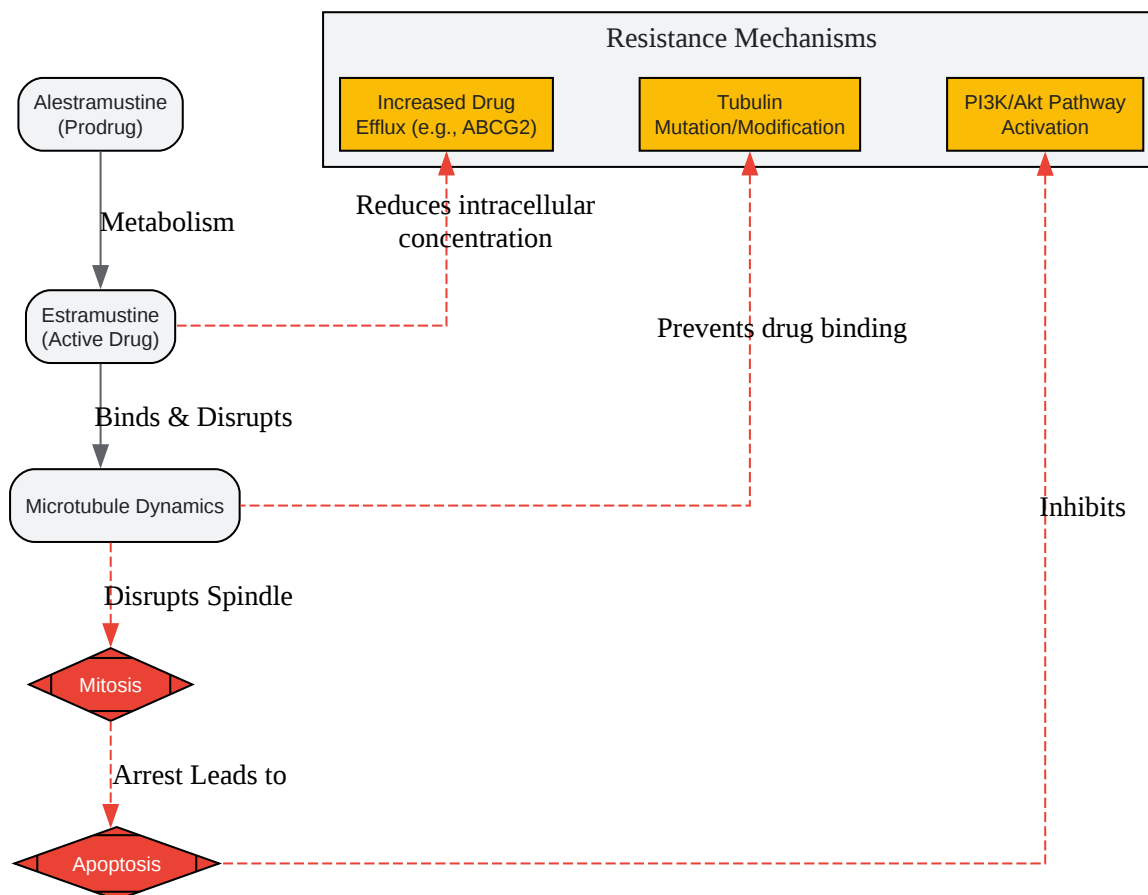 Resistance Mechanisms
Alestramustine
(Prodrug)
Increased Drug
Efflux (e.g., ABCG2)
Tubulin
Mutation/Modification
PI3K/Akt Pathway
Activation
Metabolism
Reduces intracellular
concentration
Estramustine
(Active Drug)
Prevents drug binding
Binds & Disrupts
Microtubule Dynamics
Inhibits
Disrupts Spindle
Mitosis
Arrest Leads to
Apoptosis